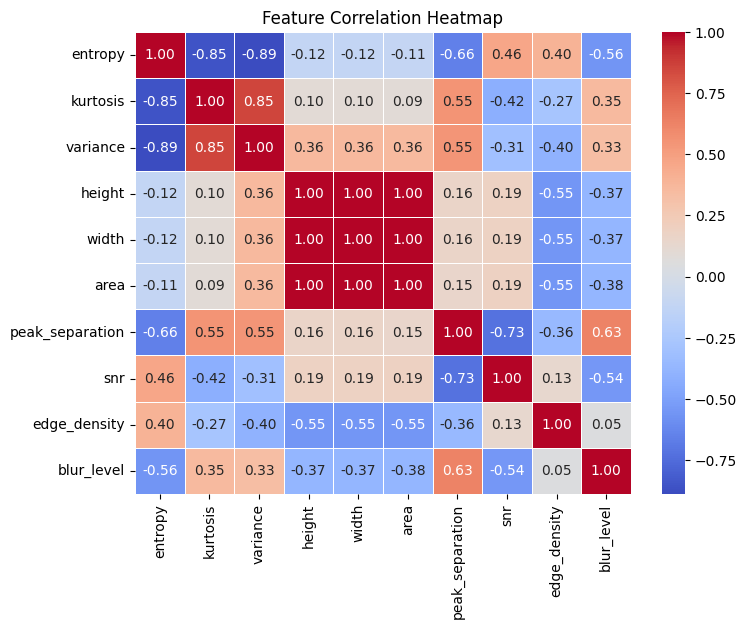 Feature Correlation Heatmap
entropy 1.00 -0.85 -0.89 -0.12 -0.12 -0.11 -0.66 0.46 0.40 -0.56
kurtosis -0.85 1.00 0.85 0.10 0.10 0.09 0.55 -0.42 -0.27 0.35
variance -0.89 0.85 1.00 0.36 0.36 0.36 0.55 -0.31 -0.40 0.33
height -0.12 0.10 0.36 1.00 1.00 1.00 0.16 0.19 -0.55 -0.37
width -0.12 0.10 0.36 1.00 1.00 1.00 0.16 0.19 -0.55 -0.37
area -0.11 0.09 0.36 1.00 1.00 1.00 0.15 0.19 -0.55 -0.38
peak_separation -0.66 0.55 0.55 0.16 0.16 0.15 1.00 -0.73 -0.36 0.63
snr 0.46 -0.42 -0.31 0.19 0.19 0.19 -0.73 1.00 0.13 -0.54
edge_density 0.40 -0.27 -0.40 -0.55 -0.55 -0.55 -0.36 0.13 1.00 0.05
blur_level -0.56 0.35 0.33 -0.37 -0.37 -0.38 0.63 -0.54 0.05 1.00
entropy
kurtosis
variance
height
width
area
peak_separation
snr
edge_density
blur_level
1.00
0.75
0.50
0.25
0.00
−0.25
−0.50
−0.75